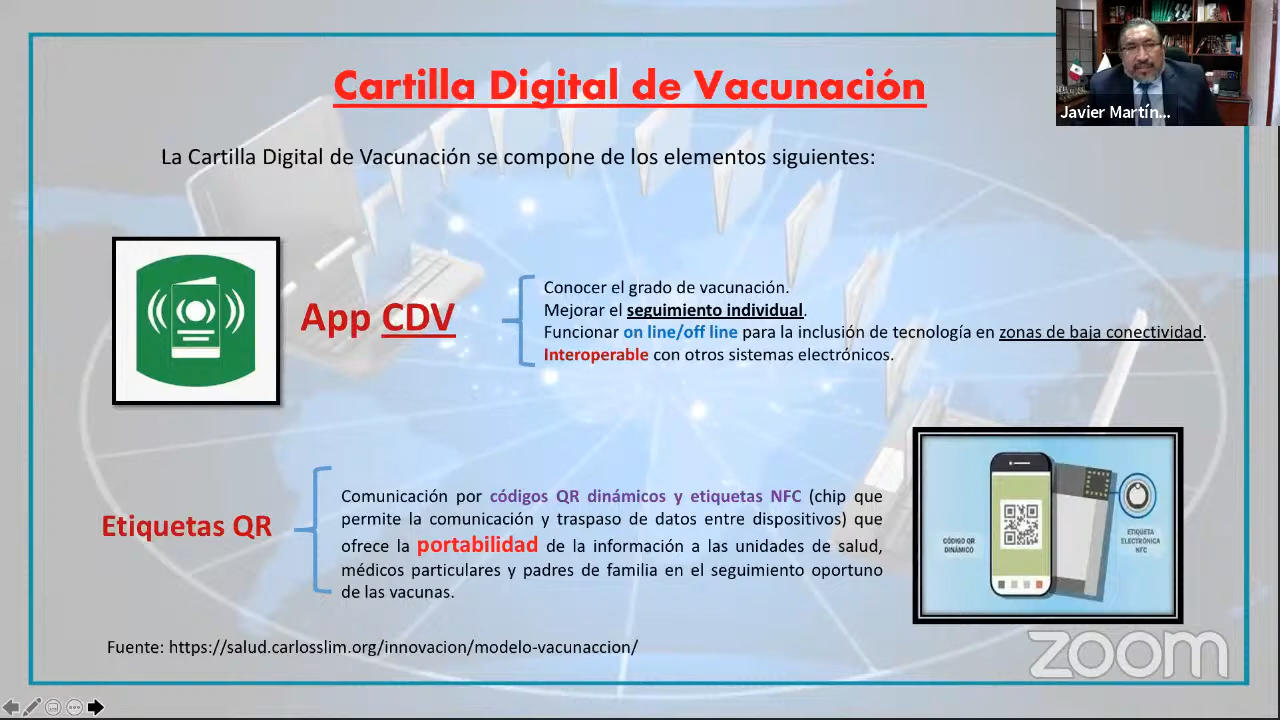 Cartilla Digital de Vacunación
Javier Martín...
La Cartilla Digital de Vacunación se compone de los elementos siguientes:
App CDV
Conocer el grado de vacunación.
Mejorar el seguimiento individual.
Funcionar on line/off line para la inclusión de tecnología en zonas de baja conectividad.
Interoperable con otros sistemas electrónicos.
Etiquetas QR
Comunicación por códigos QR dinámicos y etiquetas NFC (chip que
permite la comunicación y traspaso de datos entre dispositivos) que
ofrece la portabilidad de la información a las unidades de salud,
médicos particulares y padres de familia en el seguimiento oportuno
de las vacunas.
CÓDIGO QR
DINÁMICO
ETIQUETA
ELECTRÓNICA
NFC
Fuente: https://salud.carlosslim.org/innovacion/modelo-vacunaccion/
zoom